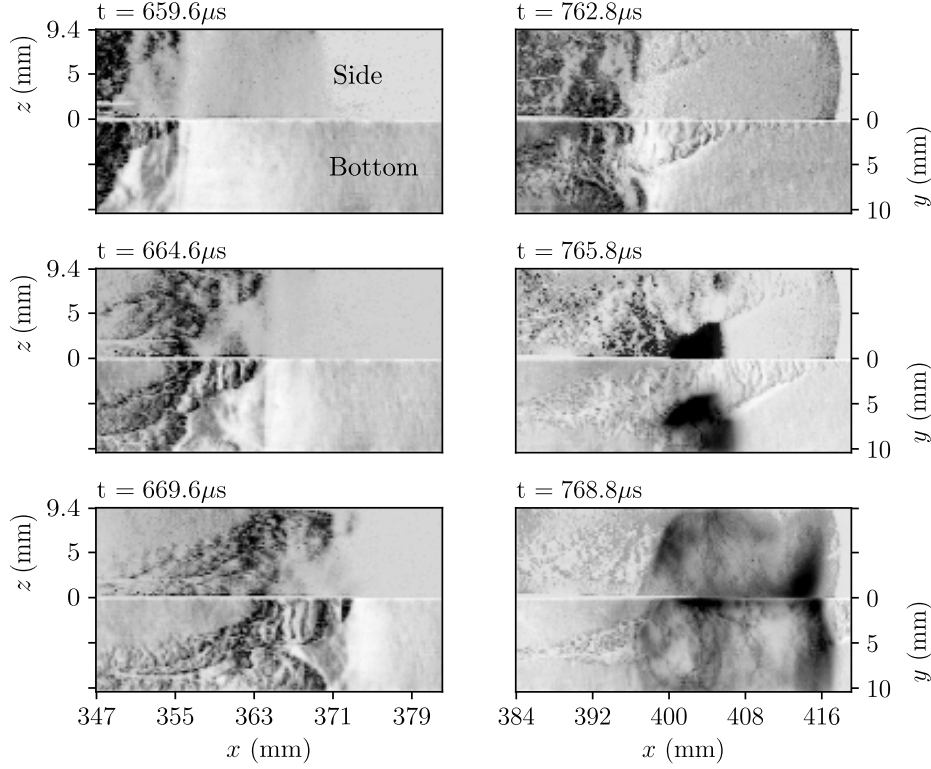 t = 659.6μs
9.4
5
0
z (mm)
Side
Bottom
t = 762.8μs
0
5
10
y (mm)
t = 664.6μs
9.4
5
0
z (mm)
t = 765.8μs
0
5
10
y (mm)
t = 669.6μs
9.4
5
0
z (mm)
347 355 363 371 379
x (mm)
t = 768.8μs
0
5
10
y (mm)
384 392 400 408 416
x (mm)